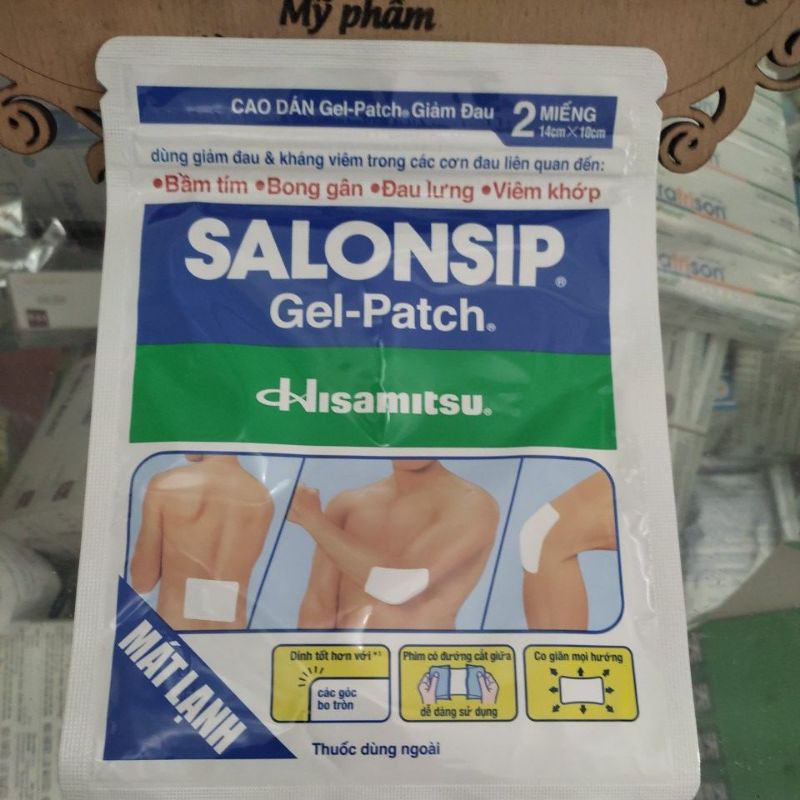 Mỹ phẩm
CAO DÁN Gel-Patch® Giảm Đau
2 MIẾNG
14cm×10cm
dùng giảm đau & kháng viêm trong các cơn đau liên quan đến:
•Bầm tím •Bong gân •Đau lưng •Viêm khớp
SALONSIP®
Gel-Patch®
Hisamitsu®
MÁT LẠNH
Dính tốt hơn với *1
các góc
bo tròn
Phim có đường cắt giữa
dễ dàng sử dụng
Co giãn mọi hướng
Thuốc dùng ngoài